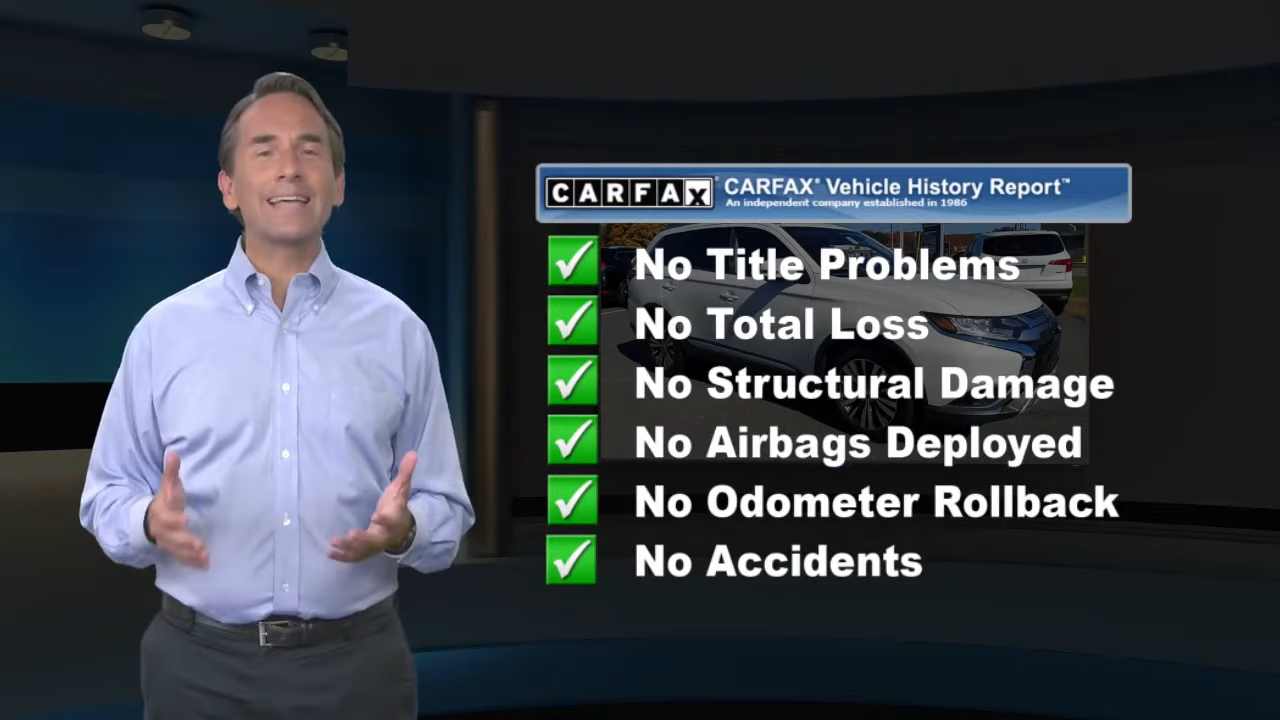 CARFAX® CARFAX® Vehicle History Report™
An independent company established in 1986
No Title Problems
No Total Loss
No Structural Damage
No Airbags Deployed
No Odometer Rollback
No Accidents